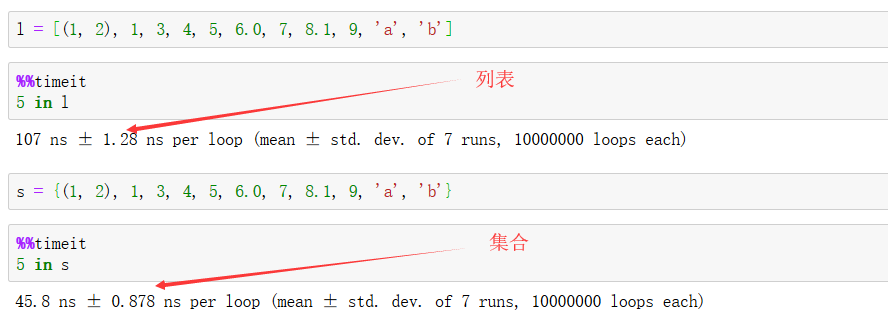 l = [(1, 2), 1, 3, 4, 5, 6.0, 7, 8.1, 9, 'a', 'b']
%%timeit
列表
5 in l
107 ns ± 1.28 ns per loop (mean ± std. dev. of 7 runs, 10000000 loops each)
s = {(1, 2), 1, 3, 4, 5, 6.0, 7, 8.1, 9, 'a', 'b'}
%%timeit
集合
5 in s
45.8 ns ± 0.878 ns per loop (mean ± std. dev. of 7 runs, 10000000 loops each)